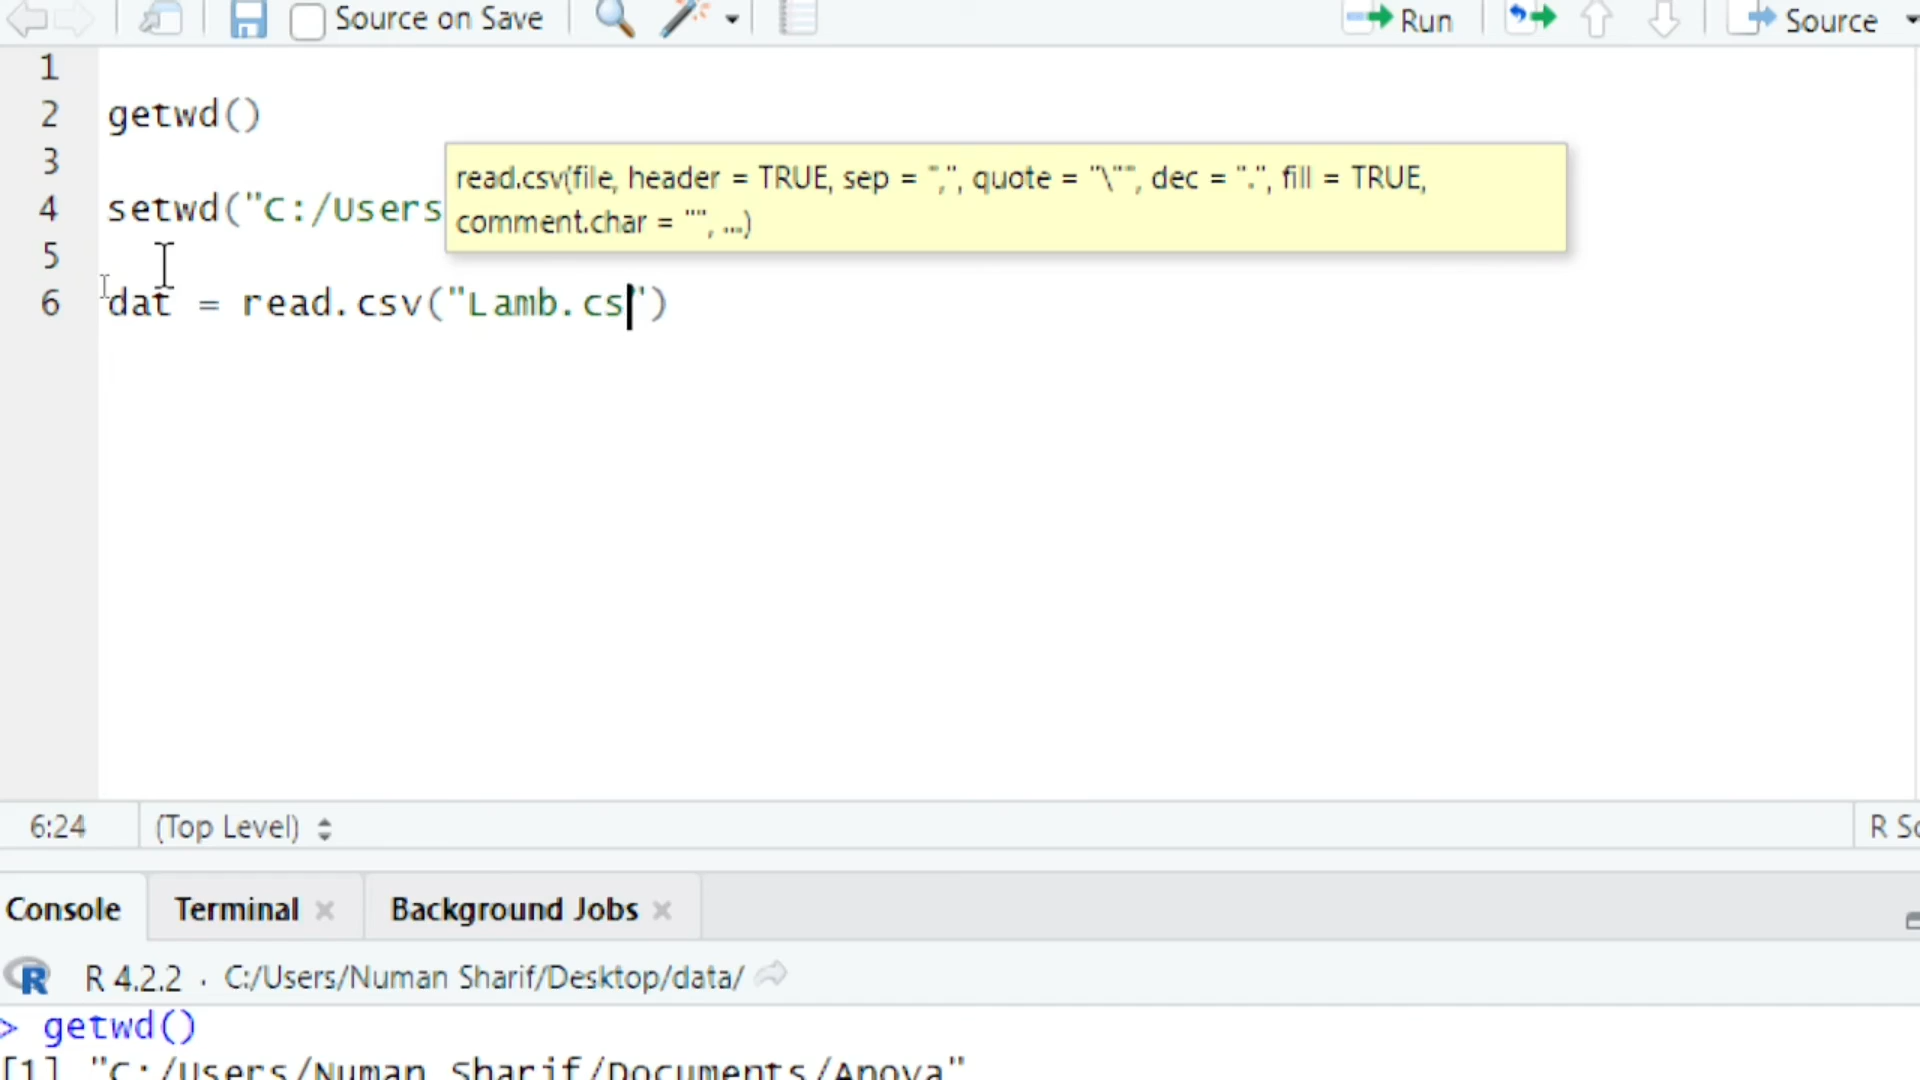 Source on Save Run Source
1
2 getwd()
3
read.csv(file, header = TRUE, sep = ",", quote = "\"", dec = ".", fill = TRUE,
comment.char = "", ...)
4 setwd("C:/Users
5
6 dat = read.csv("Lamb.cs")
6:24 (Top Level) R Sc
Console Terminal Background Jobs
R 4.2.2 · C:/Users/Numan Sharif/Desktop/data/
> getwd()
[1] "C:/Users/Numan Sharif/Documents/Anova"